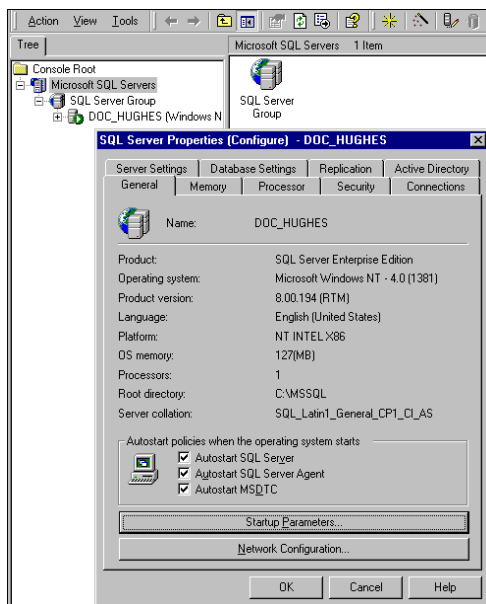 Action View Tools
Tree
Microsoft SQL Servers 1 Item
Console Root
Microsoft SQL Servers
SQL Server Group
DOC_HUGHES (Windows N
SQL Server
Group
SQL Server Properties (Configure) - DOC_HUGHES
Server Settings Database Settings Replication Active Directory
General Memory Processor Security Connections
Name: DOC_HUGHES
Product: SQL Server Enterprise Edition
Operating system: Microsoft Windows NT - 4.0 (1381)
Product version: 8.00.194 (RTM)
Language: English (United States)
Platform: NT INTEL X86
OS memory: 127(MB)
Processors: 1
Root directory: C:\MSSQL
Server collation: SQL_Latin1_General_CP1_CI_AS
Autostart policies when the operating system starts
Autostart SQL Server
Autostart SQL Server Agent
Autostart MSDTC
Startup Parameters...
Network Configuration...
OK Cancel Help